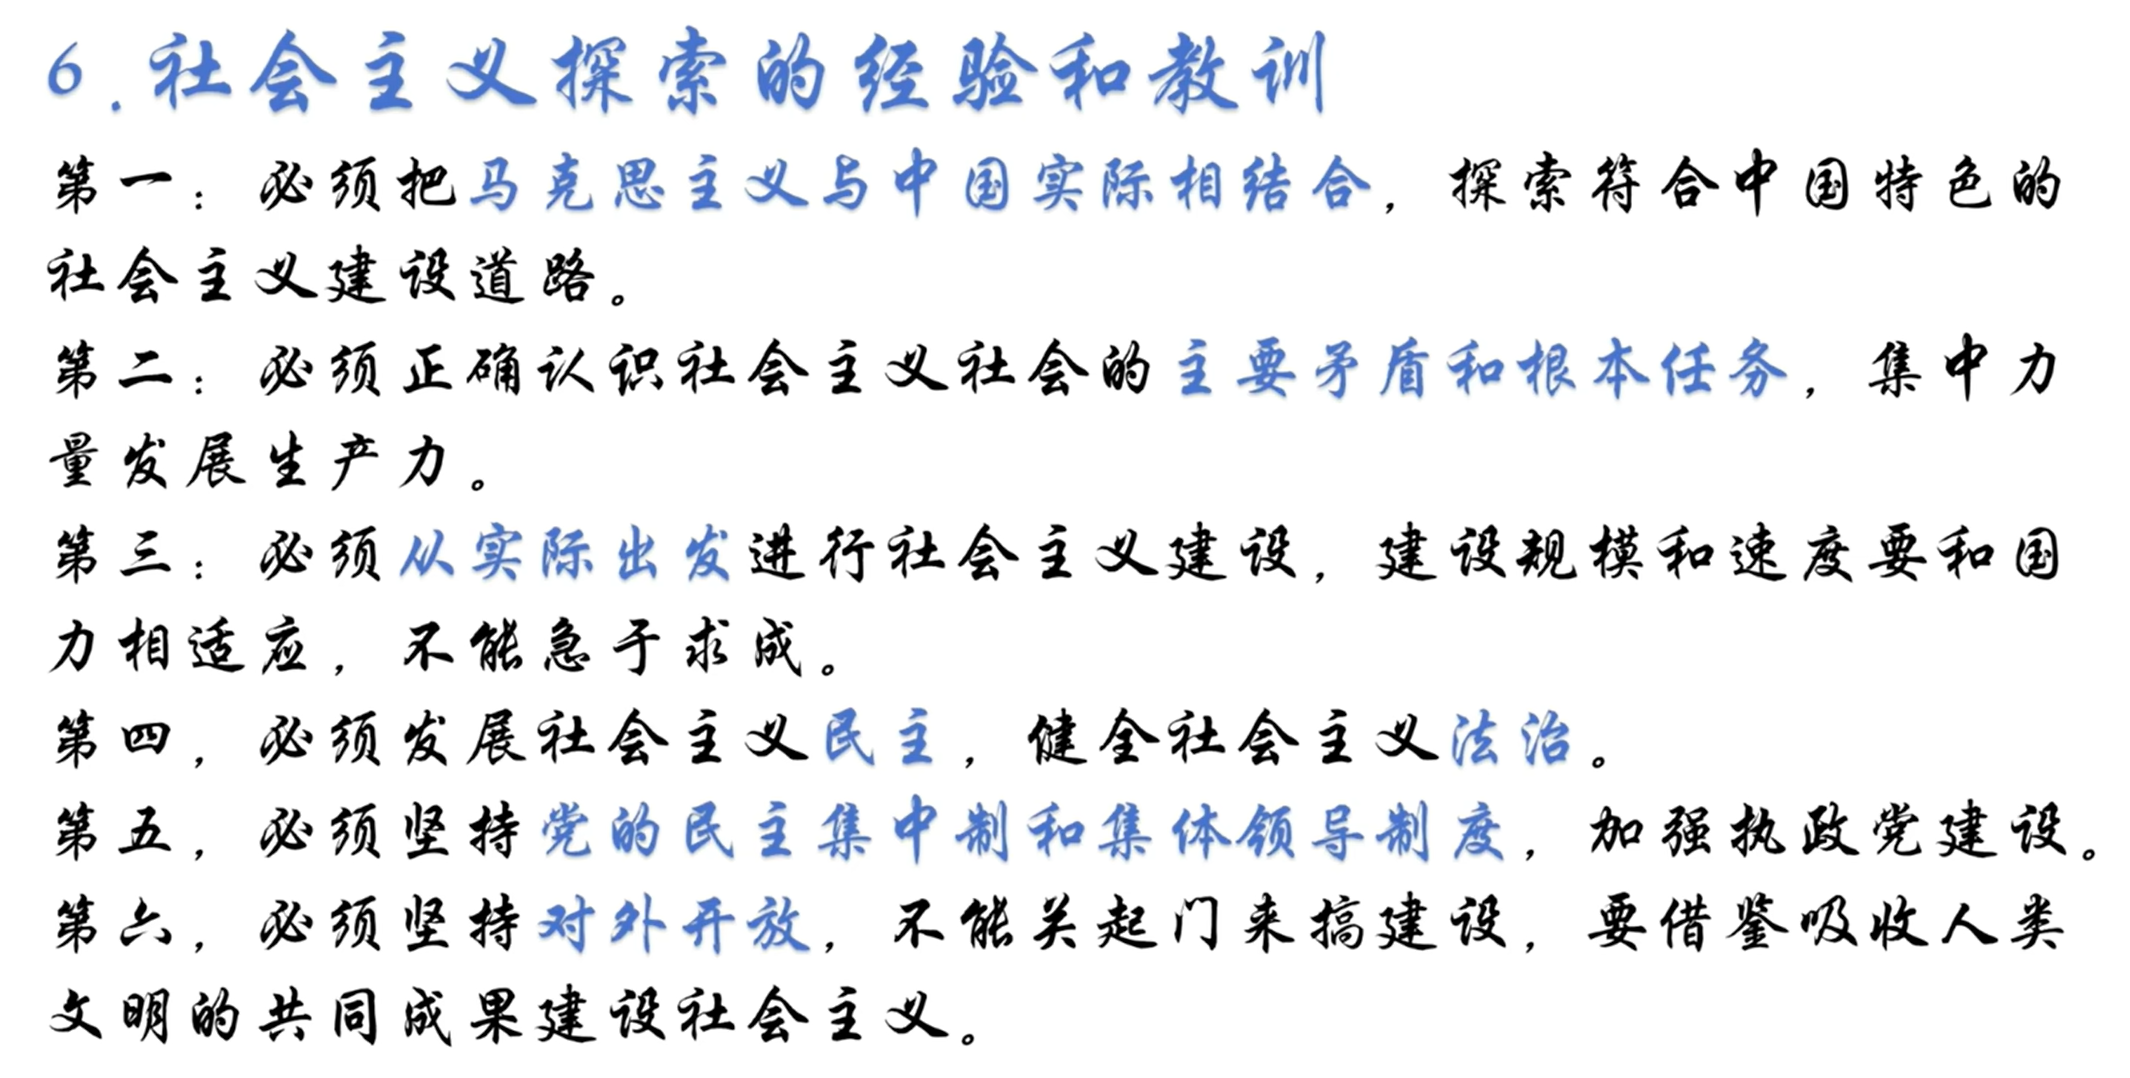 6.社会主义探索的经验和教训
第一：必须把马克思主义与中国实际相结合，探索符合中国特色的
社会主义建设道路。
第二：必须正确认识社会主义社会的主要矛盾和根本任务，集中力
量发展生产力。
第三：必须从实际出发进行社会主义建设，建设规模和速度要和国
力相适应，不能急于求成。
第四，必须发展社会主义民主，健全社会主义法治。
第五，必须坚持党的民主集中制和集体领导制度，加强执政党建设。
第六，必须坚持对外开放，不能关起门来搞建设，要借鉴吸收人类
文明的共同成果建设社会主义。